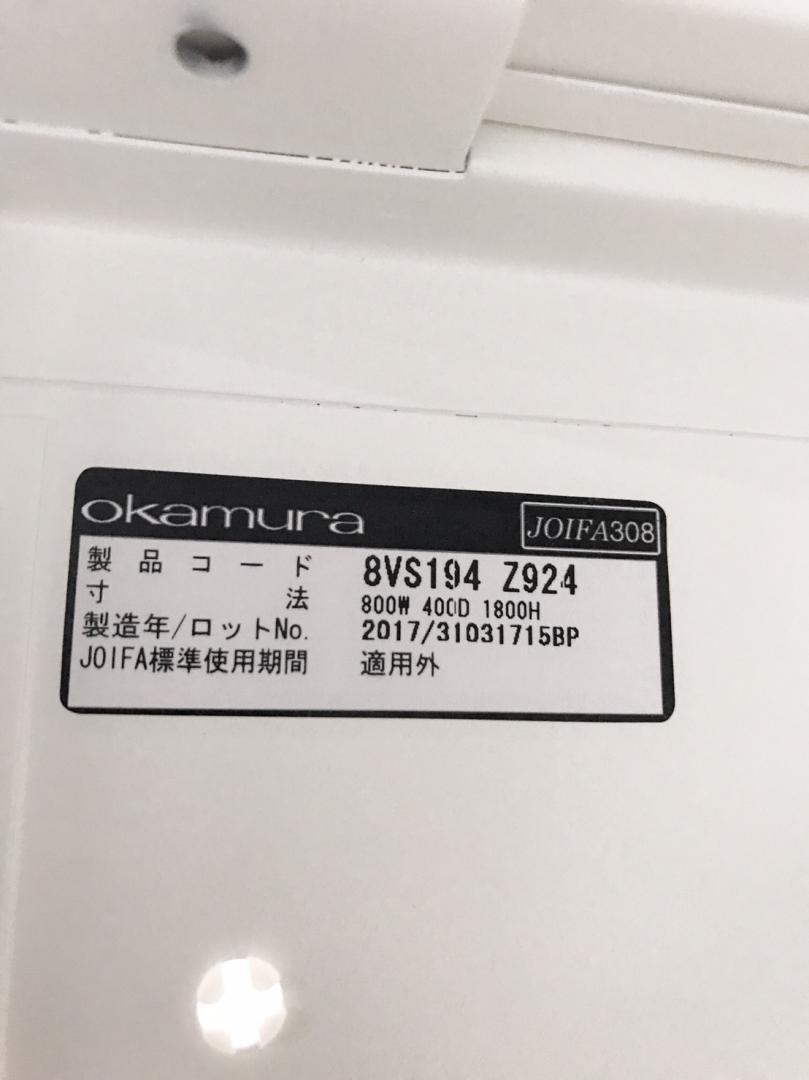 okamura JOIFA308
製品コード 8VS194 Z924
寸法 800W 400D 1800H
製造年/ロットNo. 2017/31031715BP
JOIFA標準使用期間 適用外